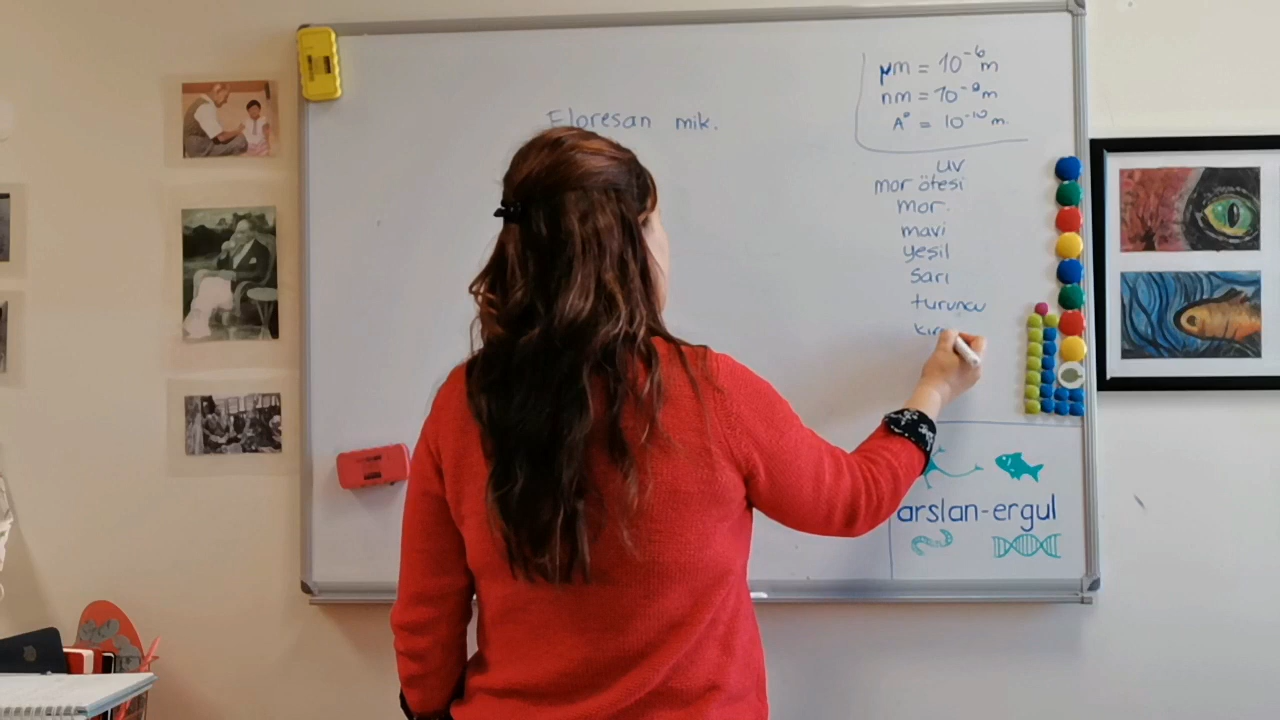 Floresan mik.
µm = 10⁻⁶ m
nm = 10⁻⁹ m
A° = 10⁻¹⁰ m.
UV
mor ötesi
mor.
mavi
yeşil
sarı
turuncu
arslan-ergul